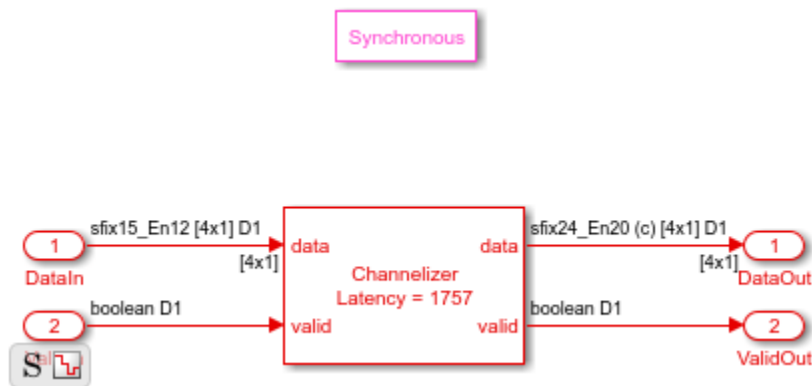 Synchronous
sfix15_En12 [4x1] D1
sfix24_En20 (c) [4x1] D1
1
data
data
1
[4x1]
[4x1]
DataIn
Channelizer
DataOut
Latency = 1757
boolean D1
boolean D1
2
valid
valid
2
ValidOut
S